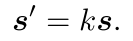 s′ = ks.